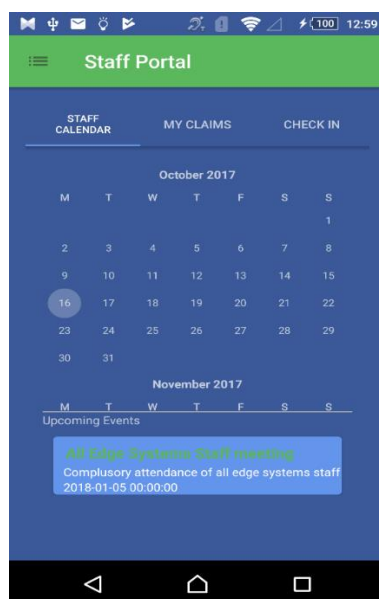 100 12:59
Staff Portal
STAFF CALENDAR MY CLAIMS CHECK IN
October 2017
M T W T F S S
1
2 3 4 5 6 7 8
9 10 11 12 13 14 15
16 17 18 19 20 21 22
23 24 25 26 27 28 29
30 31
November 2017
M T W T F S S
Upcoming Events
All Edge Systems Staff meeting
Complusory attendance of all edge systems staff
2018-01-05 00:00:00